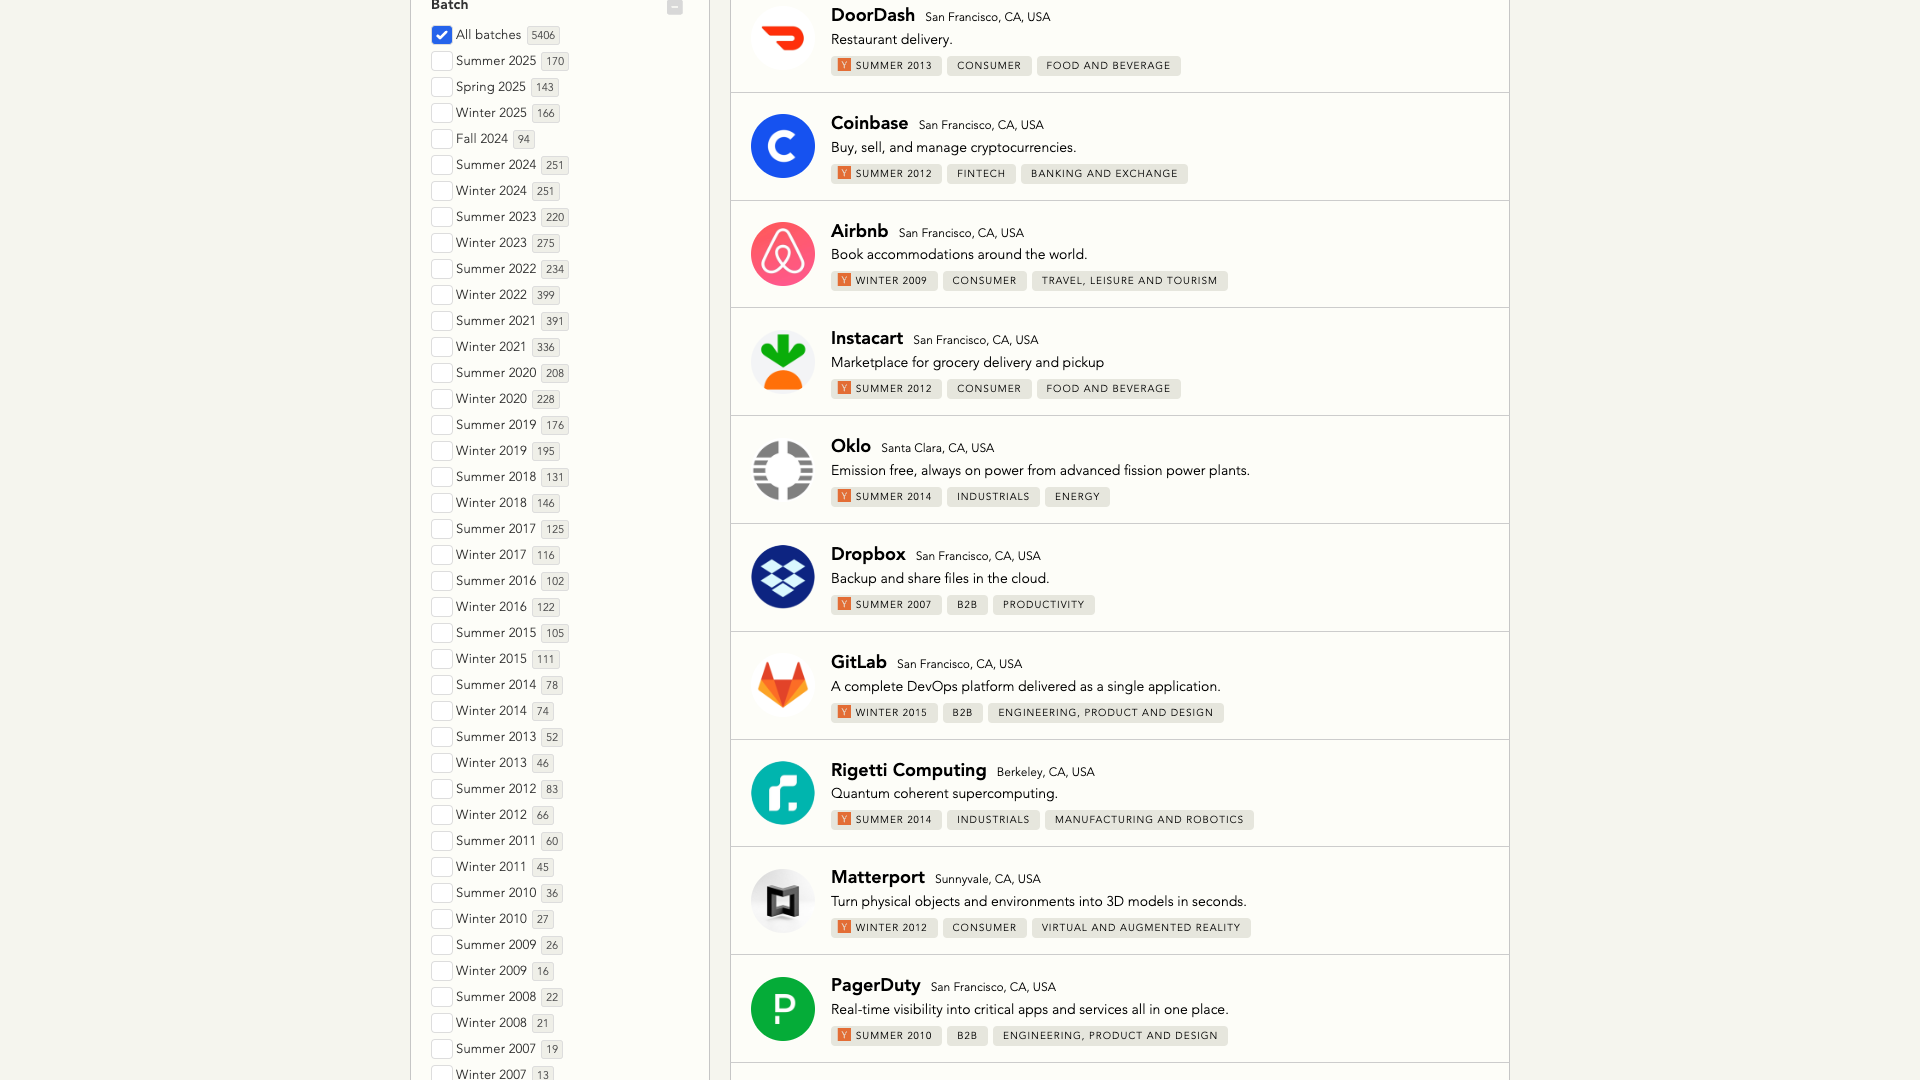 Batch
All batches 5406
Summer 2025 170
Spring 2025 143
Winter 2025 166
Fall 2024 94
Summer 2024 251
Winter 2024 251
Summer 2023 220
Winter 2023 275
Summer 2022 234
Winter 2022 399
Summer 2021 391
Winter 2021 336
Summer 2020 208
Winter 2020 228
Summer 2019 176
Winter 2019 195
Summer 2018 131
Winter 2018 146
Summer 2017 125
Winter 2017 116
Summer 2016 102
Winter 2016 122
Summer 2015 105
Winter 2015 111
Summer 2014 78
Winter 2014 74
Summer 2013 52
Winter 2013 46
Summer 2012 83
Winter 2012 66
Summer 2011 60
Winter 2011 45
Summer 2010 36
Winter 2010 27
Summer 2009 26
Winter 2009 16
Summer 2008 22
Winter 2008 21
Summer 2007 19
Winter 2007 13
DoorDash San Francisco, CA, USA
Restaurant delivery.
Y SUMMER 2013 CONSUMER FOOD AND BEVERAGE
C
Coinbase San Francisco, CA, USA
Buy, sell, and manage cryptocurrencies.
Y SUMMER 2012 FINTECH BANKING AND EXCHANGE
Airbnb San Francisco, CA, USA
Book accommodations around the world.
Y WINTER 2009 CONSUMER TRAVEL, LEISURE AND TOURISM
Instacart San Francisco, CA, USA
Marketplace for grocery delivery and pickup
Y SUMMER 2012 CONSUMER FOOD AND BEVERAGE
Oklo Santa Clara, CA, USA
Emission free, always on power from advanced fission power plants.
Y SUMMER 2014 INDUSTRIALS ENERGY
Dropbox San Francisco, CA, USA
Backup and share files in the cloud.
Y SUMMER 2007 B2B PRODUCTIVITY
GitLab San Francisco, CA, USA
A complete DevOps platform delivered as a single application.
Y WINTER 2015 B2B ENGINEERING, PRODUCT AND DESIGN
r.
Rigetti Computing Berkeley, CA, USA
Quantum coherent supercomputing.
Y SUMMER 2014 INDUSTRIALS MANUFACTURING AND ROBOTICS
Matterport Sunnyvale, CA, USA
Turn physical objects and environments into 3D models in seconds.
Y WINTER 2012 CONSUMER VIRTUAL AND AUGMENTED REALITY
P
PagerDuty San Francisco, CA, USA
Real-time visibility into critical apps and services all in one place.
Y SUMMER 2010 B2B ENGINEERING, PRODUCT AND DESIGN